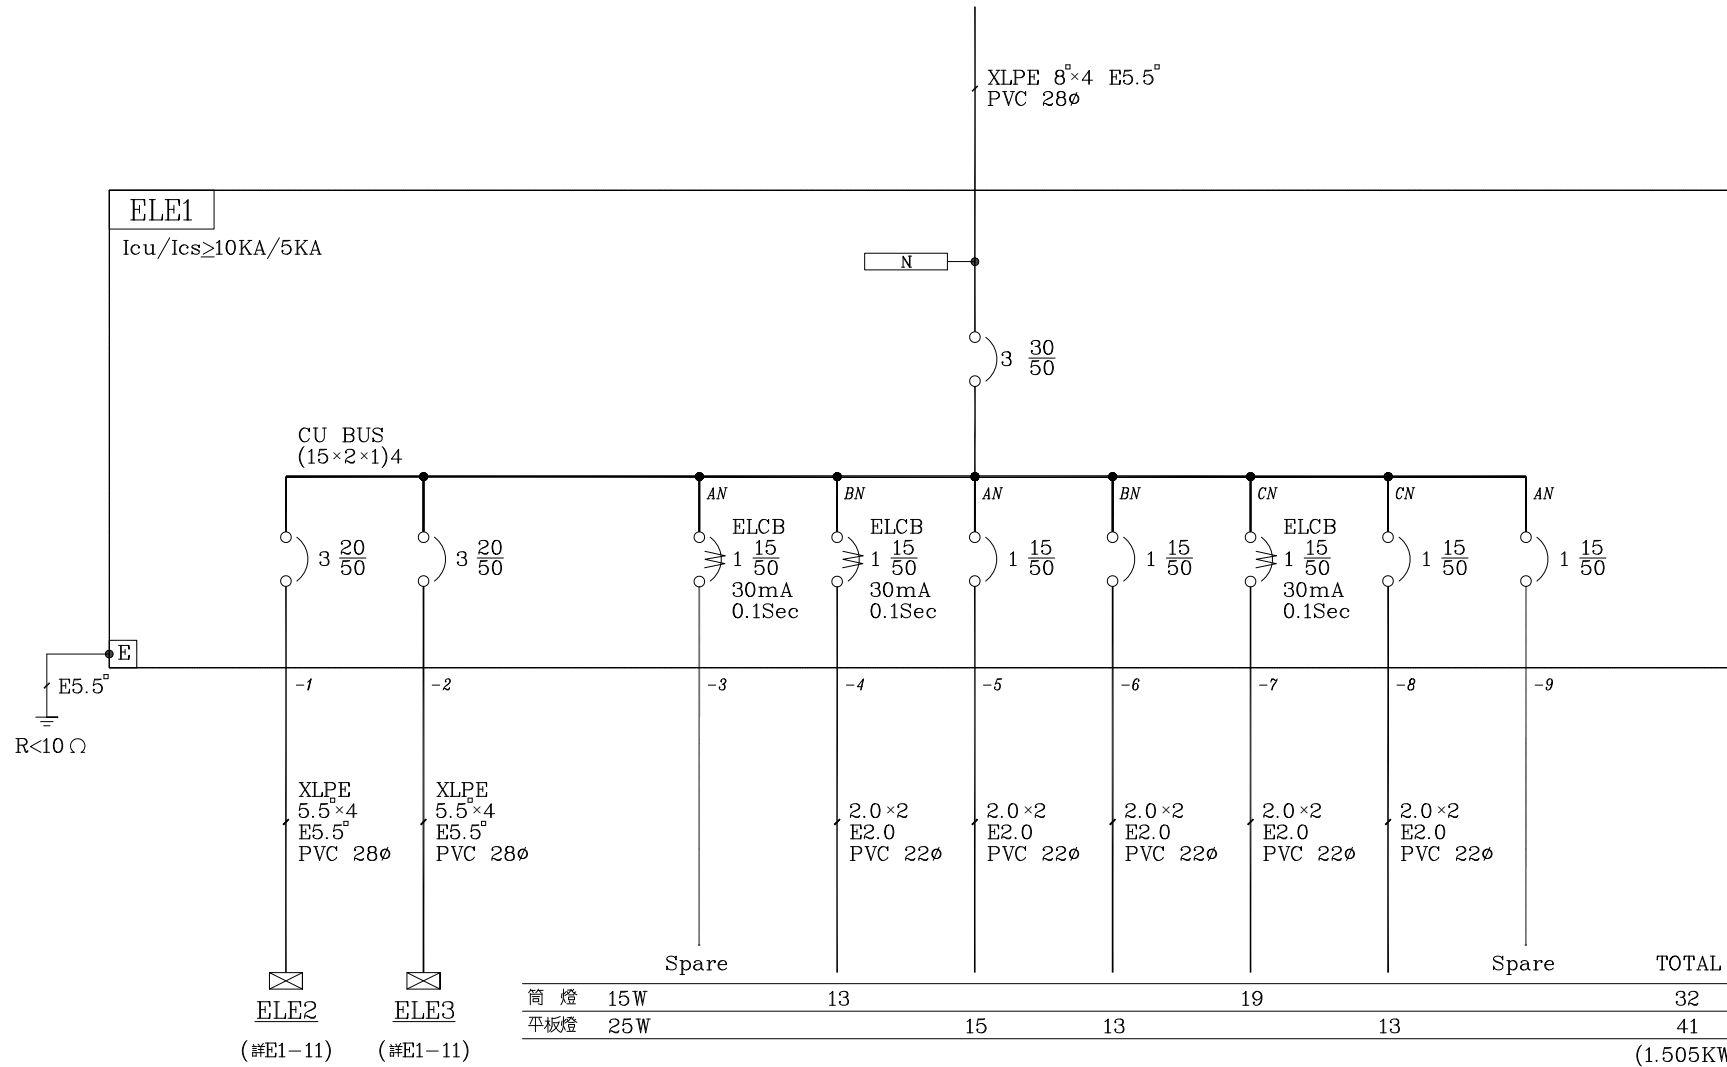 XLPE 8□×4 E5.5□
PVC 28ø
ELE1
Icu/Ics≥10KA/5KA
N
3 30/50
CU BUS
(15×2×1)4
AN
BN
AN
BN
CN
CN
AN
ELCB
ELCB
ELCB
3 20/50
3 20/50
1 15/50
1 15/50
1 15/50
1 15/50
1 15/50
1 15/50
1 15/50
30mA
0.1Sec
30mA
0.1Sec
30mA
0.1Sec
E
E5.5□
R<10Ω
-1
-2
-3
-4
-5
-6
-7
-8
-9
XLPE
5.5□×4
E5.5□
PVC 28ø
XLPE
5.5□×4
E5.5□
PVC 28ø
2.0×2
E2.0
PVC 22ø
2.0×2
E2.0
PVC 22ø
2.0×2
E2.0
PVC 22ø
2.0×2
E2.0
PVC 22ø
2.0×2
E2.0
PVC 22ø
Spare
Spare
TOTAL
ELE2
(詳E1-11)
ELE3
(詳E1-11)
筒燈 15W 13 19 32
平板燈 25W 15 13 13 41
(1.505KW